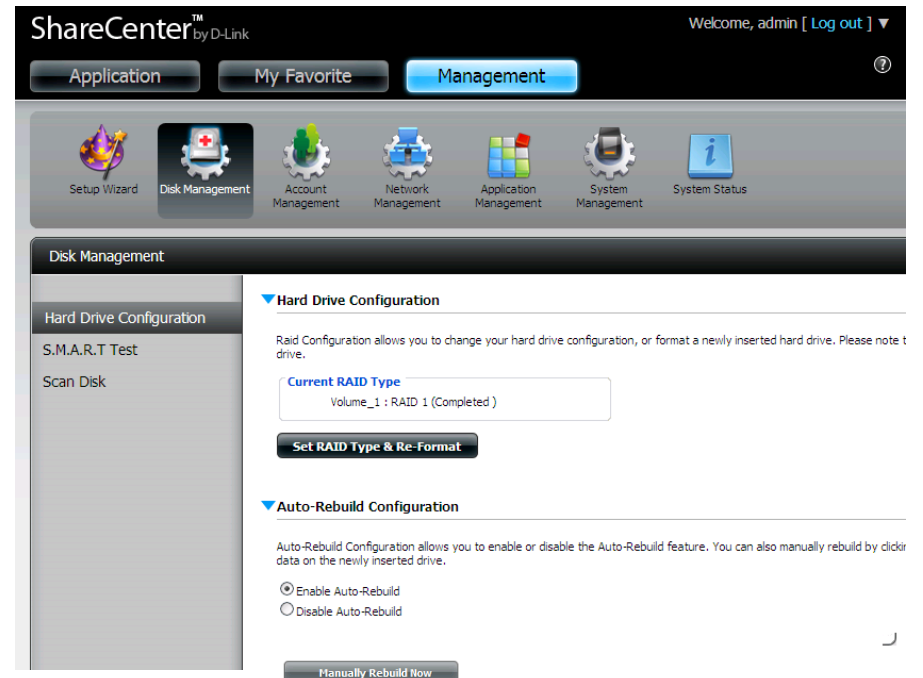 ShareCenter™ by D-Link
Welcome, admin [ Log out ] ▼
Application
My Favorite
Management
?
Setup Wizard
Disk Management
Account Management
Network Management
Application Management
System Management
System Status
Disk Management
Hard Drive Configuration
S.M.A.R.T Test
Scan Disk
Hard Drive Configuration
Raid Configuration allows you to change your hard drive configuration, or format a newly inserted hard drive. Please note
drive.
Current RAID Type
Volume_1 : RAID 1 (Completed )
Set RAID Type & Re-Format
Auto-Rebuild Configuration
Auto-Rebuild Configuration allows you to enable or disable the Auto-Rebuild feature. You can also manually rebuild by
data on the newly inserted drive.
Enable Auto-Rebuild
Disable Auto-Rebuild
Manually Rebuild Now